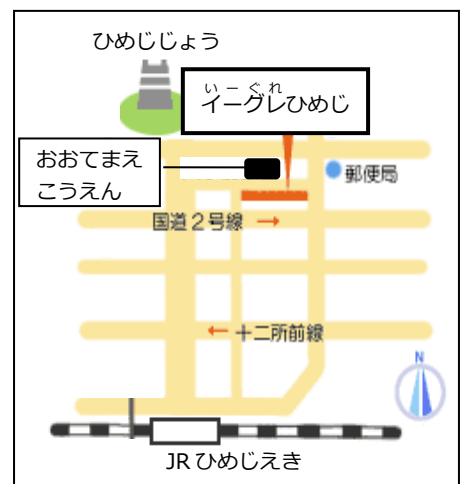 ひめじじょう
いーぐれ
イーグレひめじ
おおてまえ
こうえん
郵便局
国道２号線 →
← 十二所前線
N
JR ひめじえき